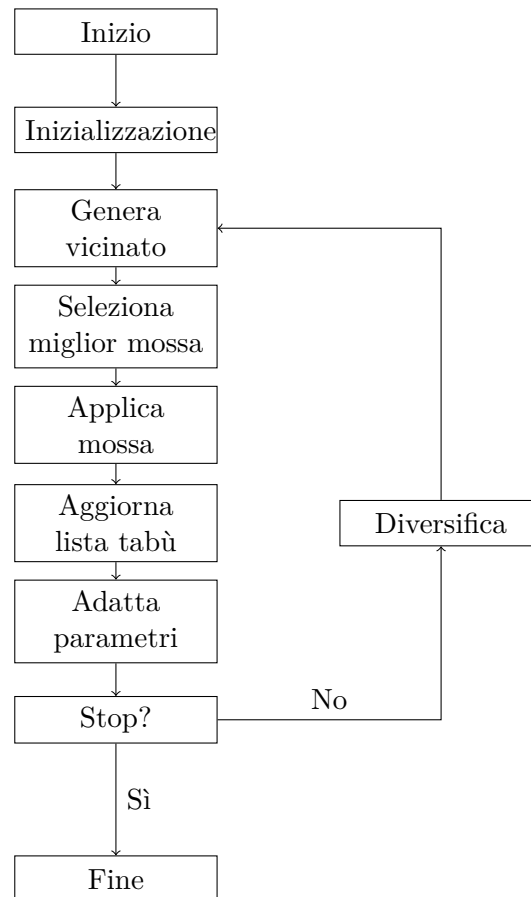 Inizio
Inizializzazione
Genera
vicinato
Seleziona
miglior mossa
Applica
mossa
Aggiorna
lista tabù
Diversifica
Adatta
parametri
Stop?
No
Sì
Fine